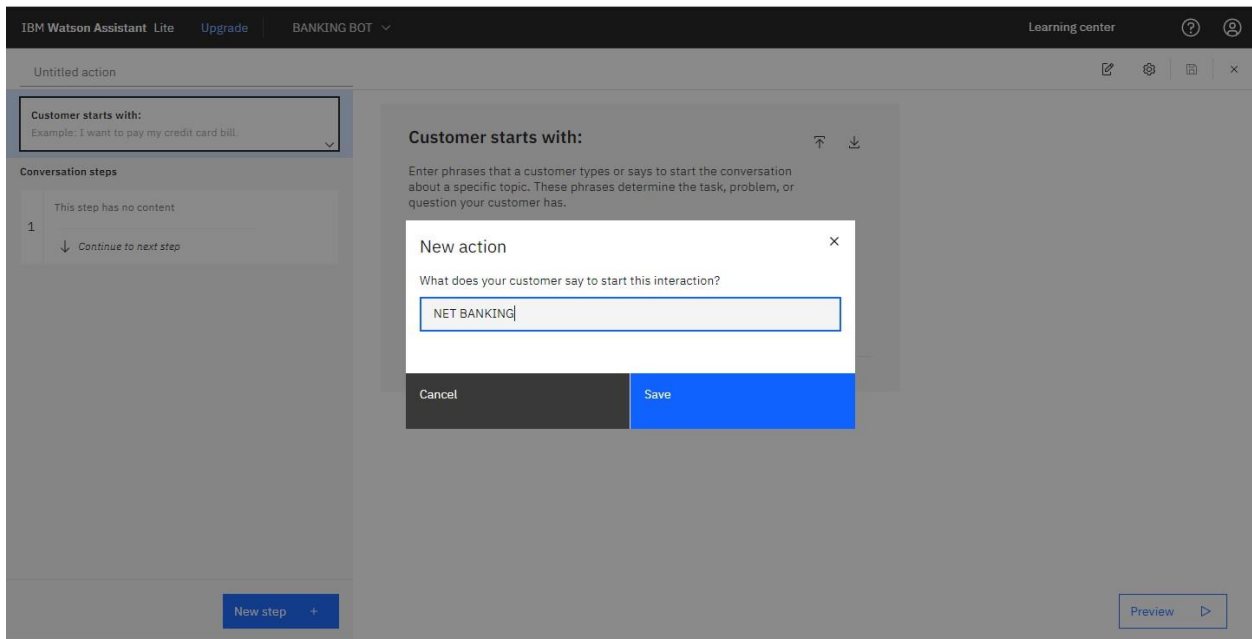 IBM Watson Assistant Lite Upgrade BANKING BOT Learning center
Untitled action
Customer starts with:
Example: I want to pay my credit card bill.
Conversation steps
1
This step has no content
Continue to next step
New step +
Customer starts with:
Enter phrases that a customer types or says to start the conversation
about a specific topic. These phrases determine the task, problem, or
question your customer has.
New action
What does your customer say to start this interaction?
NET BANKING
Cancel Save
Preview